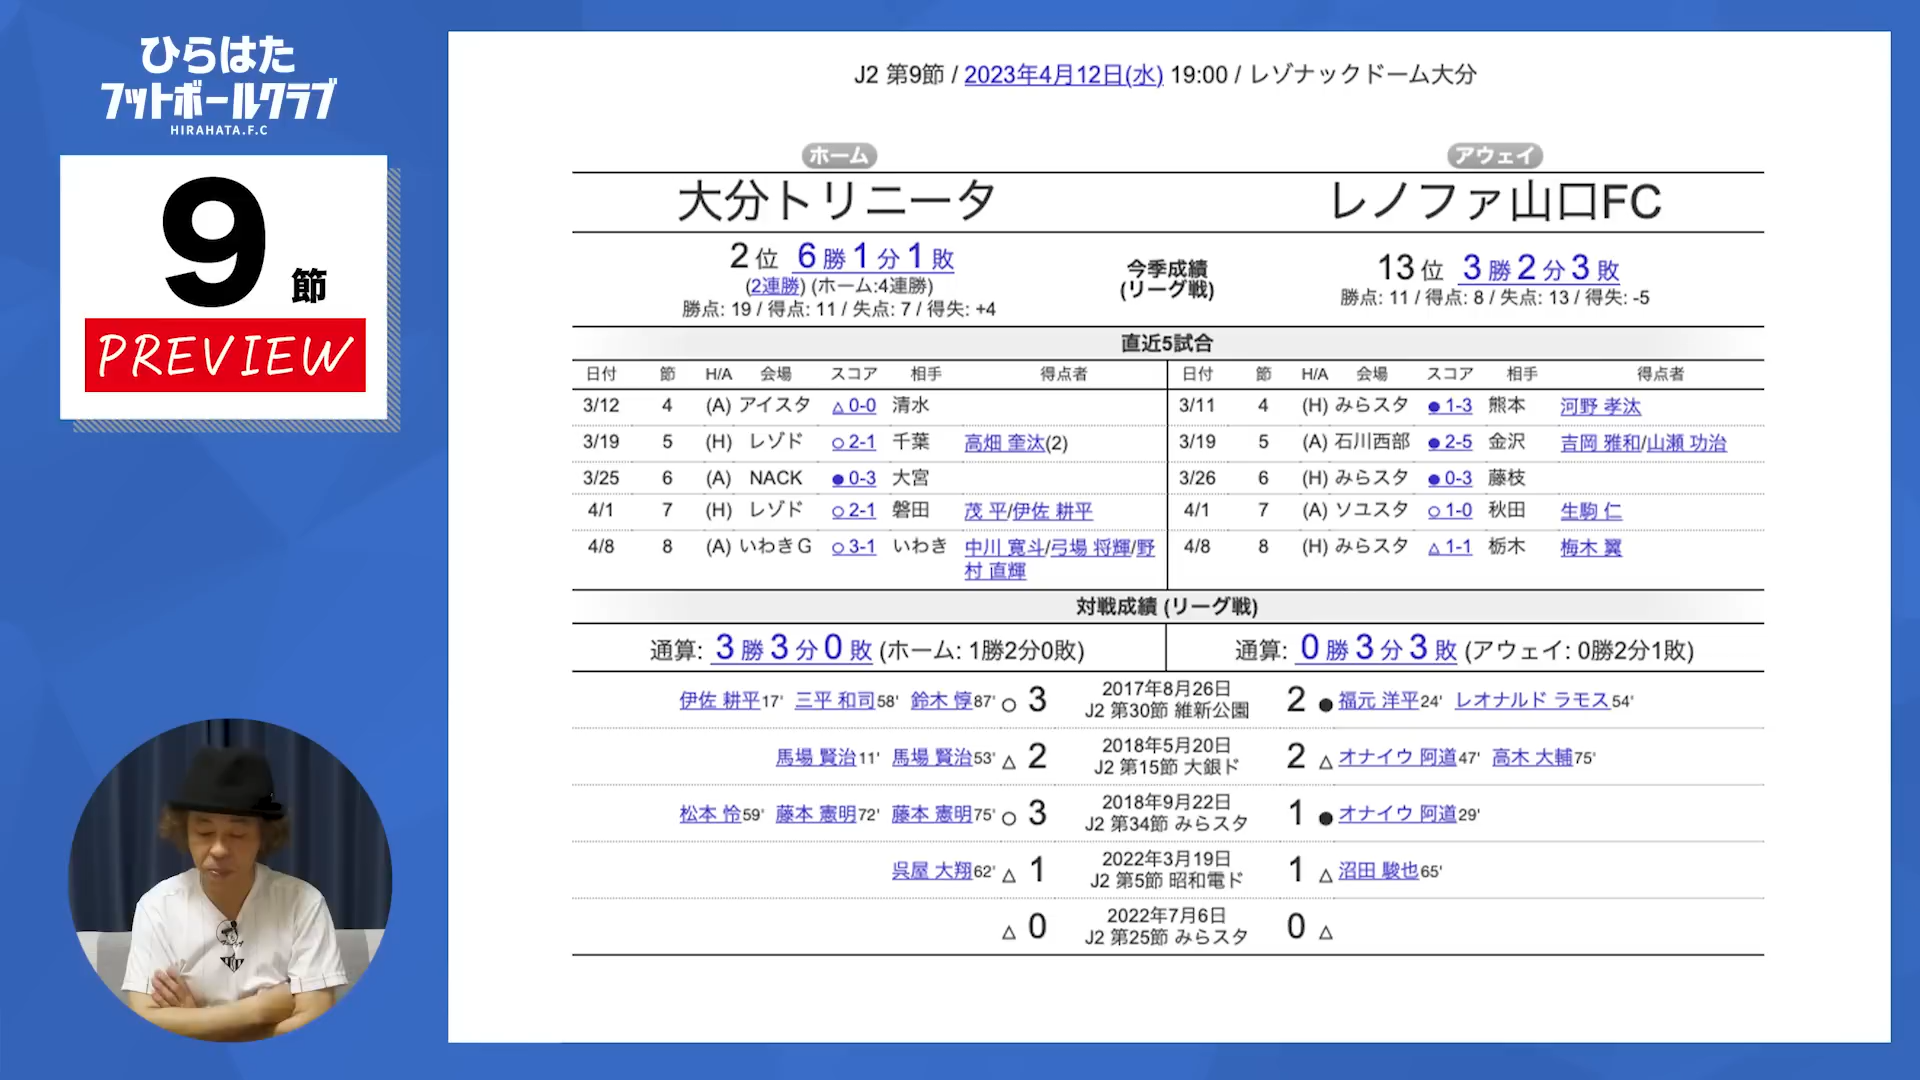 ひらはた
フットボールクラブ
HIRAHATA.F.C
9節
PREVIEW
J2 第9節 / 2023年4月12日(水) 19:00 / レゾナックドーム大分
ホーム アウェイ
大分トリニータ レノファ山口FC
2位 6勝1分1敗
(2連勝) (ホーム:4連勝)
勝点: 19 / 得点: 11 / 失点: 7 / 得失: +4
今季成績
(リーグ戦)
13位 3勝2分3敗
勝点: 11 / 得点: 8 / 失点: 13 / 得失: -5
直近5試合
日付 節 H/A 会場 スコア 相手 得点者 日付 節 H/A 会場 スコア 相手 得点者
3/12 4 (A) アイスタ △0-0 清水 3/11 4 (H) みらスタ ●1-3 熊本 河野 孝汰
3/19 5 (H) レゾド ○2-1 千葉 高畑 奎汰(2) 3/19 5 (A) 石川西部 ●2-5 金沢 吉岡 雅和/山瀬 功治
3/25 6 (A) NACK ●0-3 大宮 3/26 6 (H) みらスタ ●0-3 藤枝
4/1 7 (H) レゾド ○2-1 磐田 茂 平/伊佐 耕平 4/1 7 (A) ソユスタ ○1-0 秋田 生駒 仁
4/8 8 (A) いわきG ○3-1 いわき 中川 寛斗/弓場 将輝/野 4/8 8 (H) みらスタ △1-1 栃木 梅木 翼
村 直輝
対戦成績 (リーグ戦)
通算: 3勝3分0敗 (ホーム: 1勝2分0敗) 通算: 0勝3分3敗 (アウェイ: 0勝2分1敗)
伊佐 耕平17' 三平 和司58' 鈴木 惇87' ○ 3 2017年8月26日 2 ● 福元 洋平24' レオナルド ラモス54'
J2 第30節 維新公園
馬場 賢治11' 馬場 賢治53' △ 2 2018年5月20日 2 △ オナイウ 阿道47' 高木 大輔75'
J2 第15節 大銀ド
松本 怜59' 藤本 憲明72' 藤本 憲明75' ○ 3 2018年9月22日 1 ● オナイウ 阿道29'
J2 第34節 みらスタ
呉屋 大翔62' △ 1 2022年3月19日 1 △ 沼田 駿也65'
J2 第5節 昭和電ド
△ 0 2022年7月6日 0 △
J2 第25節 みらスタ